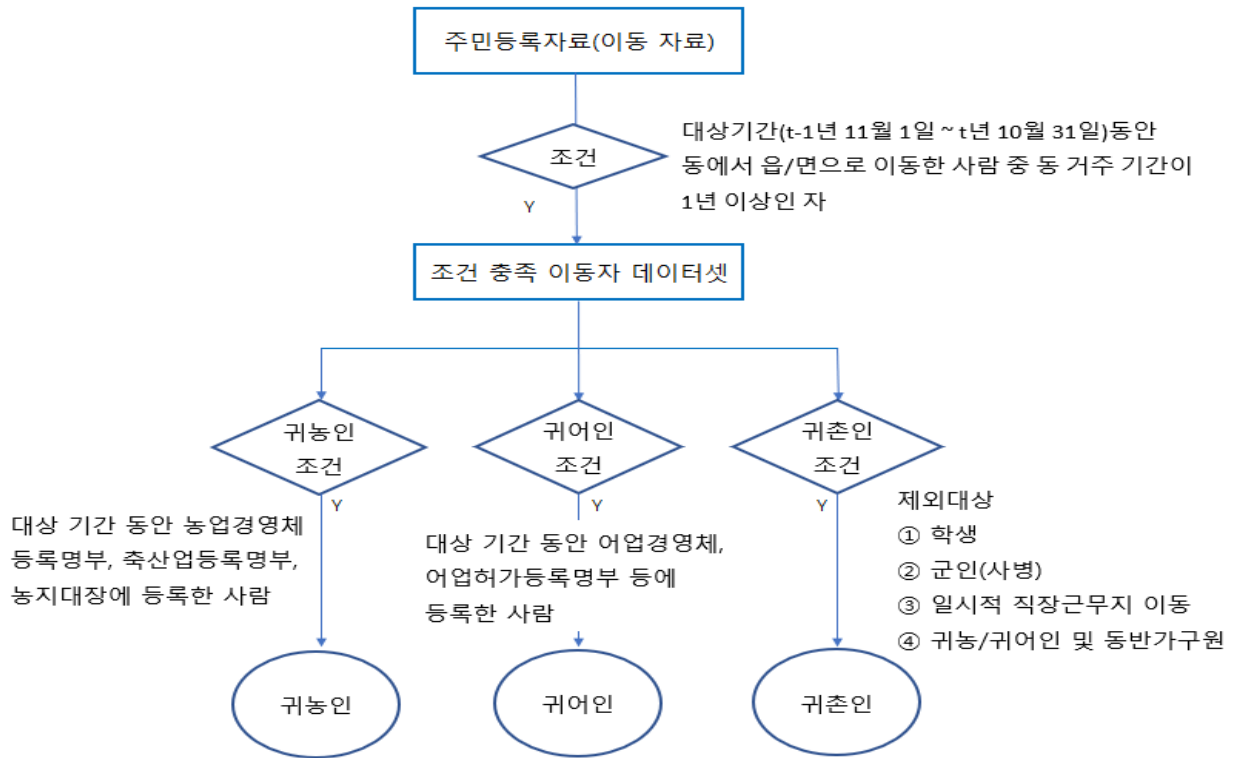 주민등록자료(이동 자료)
조건
대상기간(t-1년 11월 1일 ~ t년 10월 31일)동안
동에서 읍/면으로 이동한 사람 중 동 거주 기간이
1년 이상인 자
Y
조건 충족 이동자 데이터셋
귀농인
조건
Y
대상 기간 동안 농업경영체
등록명부, 축산업등록명부,
농지대장에 등록한 사람
귀어인
조건
Y
대상 기간 동안 어업경영체,
어업허가등록명부 등에
등록한 사람
귀촌인
조건
Y
제외대상
① 학생
② 군인(사병)
③ 일시적 직장근무지 이동
④ 귀농/귀어인 및 동반가구원
귀농인
귀어인
귀촌인